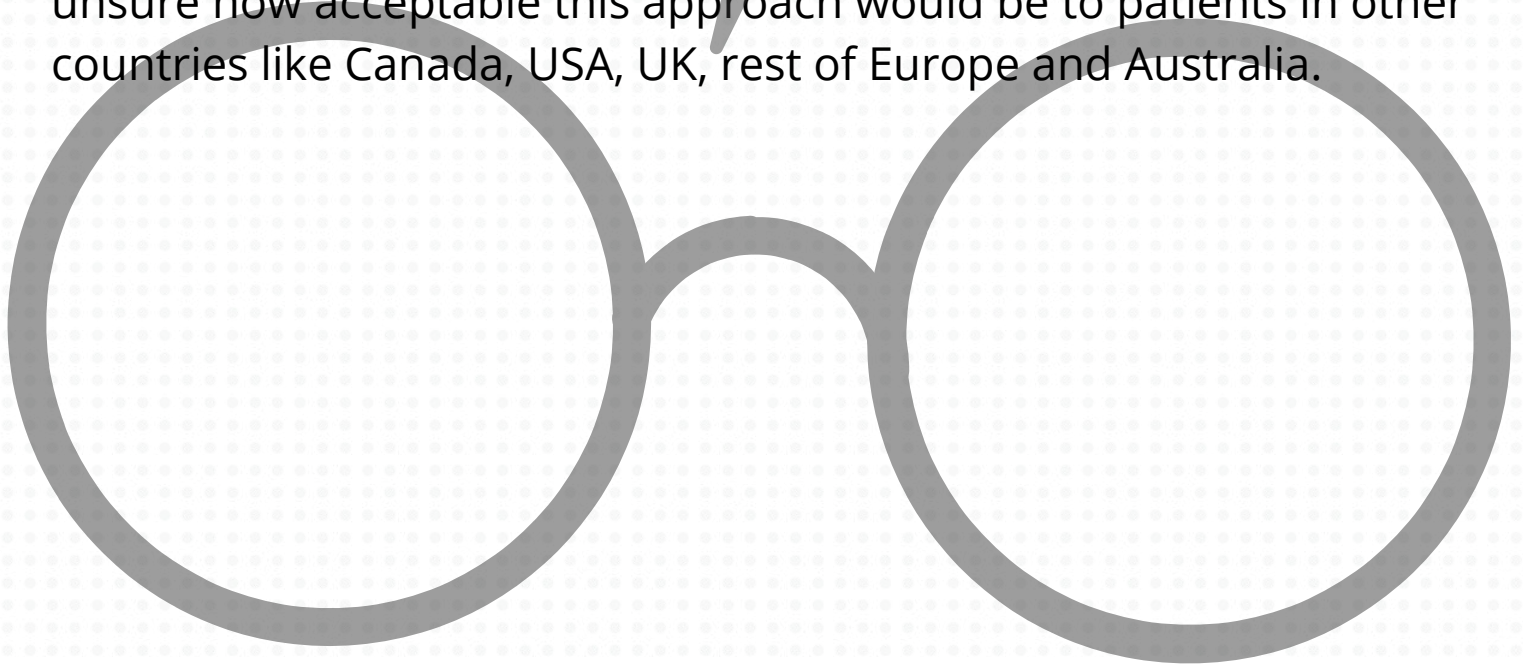 unsure how acceptable this approach would be to patients in other
countries like Canada, USA, UK, rest of Europe and Australia.